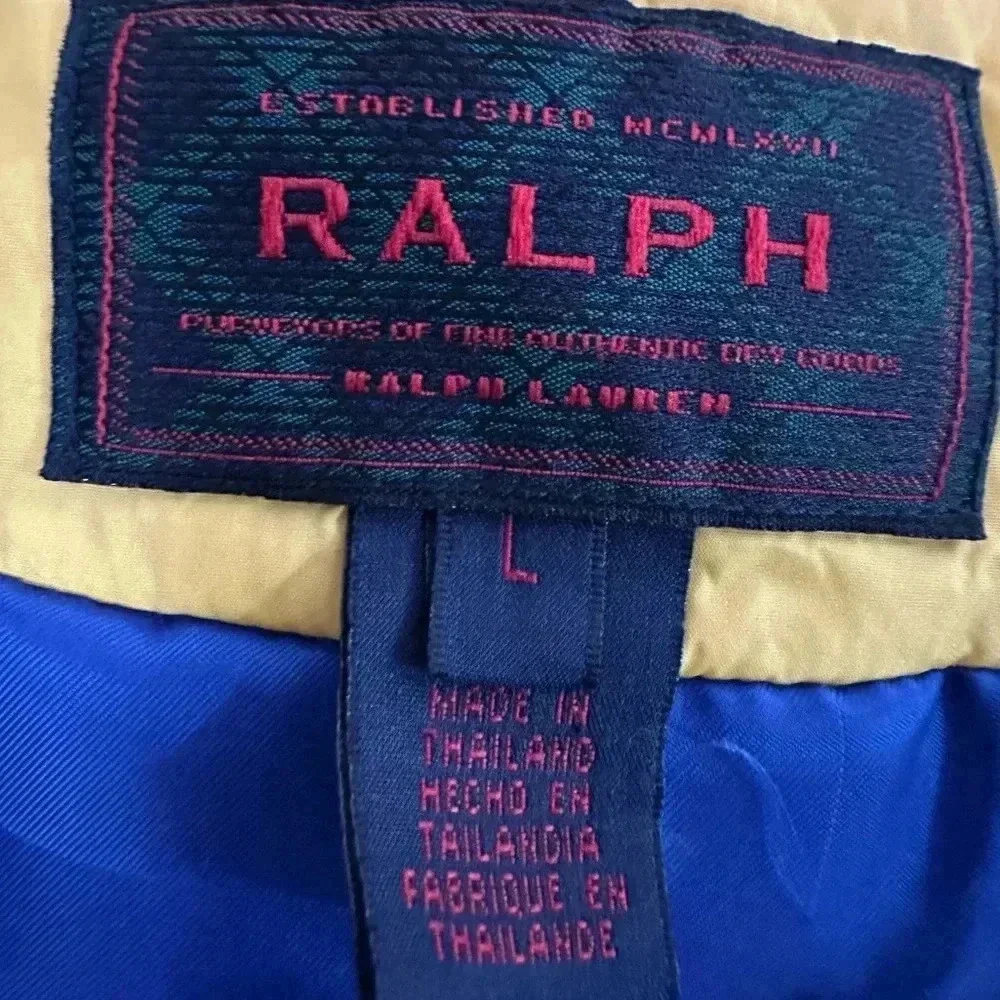 ESTABLISHED MCMLXVII
RALPH
PURVEYORS OF FINE AUTHENTIC DRY GOODS
RALPH LAUREN
L
MADE IN
THAILAND
HECHO EN
TAILANDIA
FABRIQUE EN
THAILANDE